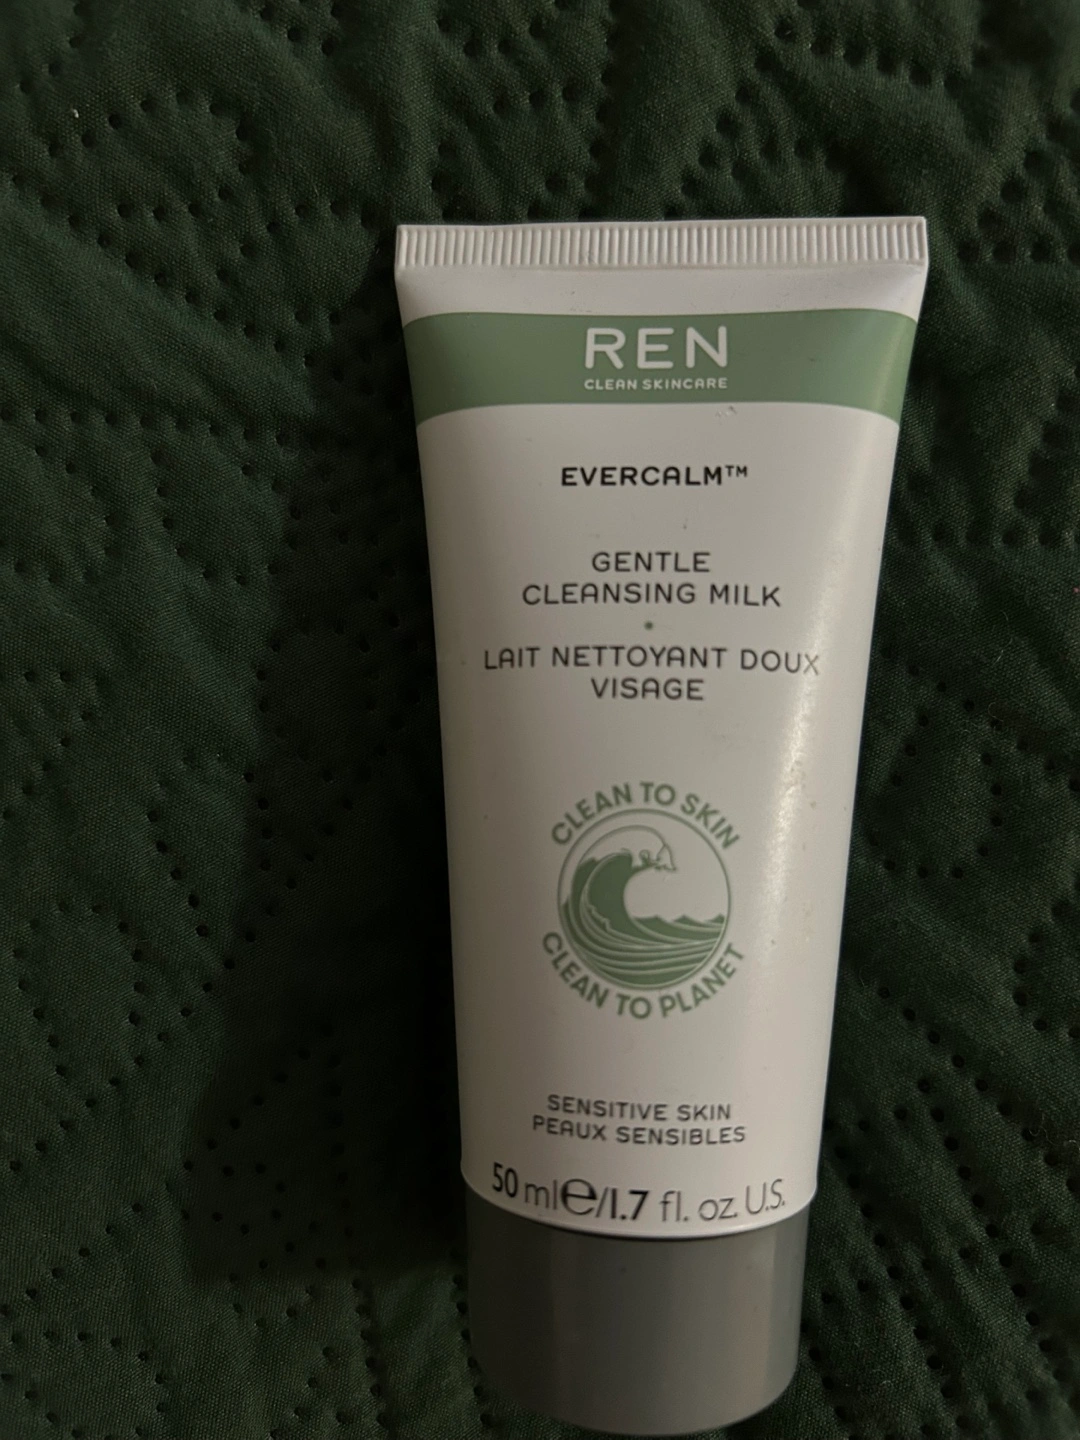 REN
CLEAN SKINCARE
EVERCALM™
GENTLE
CLEANSING MILK
•
LAIT NETTOYANT DOUX
VISAGE
CLEAN TO SKIN
CLEAN TO PLANET
SENSITIVE SKIN
PEAUX SENSIBLES
50 ml℮/1.7 fl. oz. U.S.